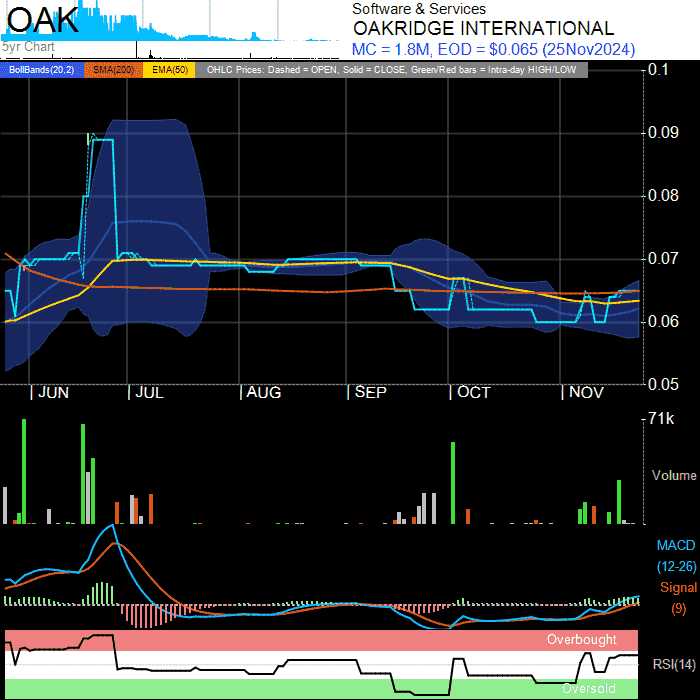 OAK
5yr Chart
Software & Services
OAKRIDGE INTERNATIONAL
MC = 1.8M, EOD = $0.065 (25Nov2024)
BollBands(20,2) SMA(200) EMA(50) OHLC Prices: Dashed = OPEN, Solid = CLOSE, Green/Red bars = Intra-day HIGH/LOW
0.1
0.09
0.08
0.07
0.06
0.05
JUN JUL AUG SEP OCT NOV
71k
Volume
MACD
(12-26)
Signal
(9)
Overbought
RSI(14)
Oversold